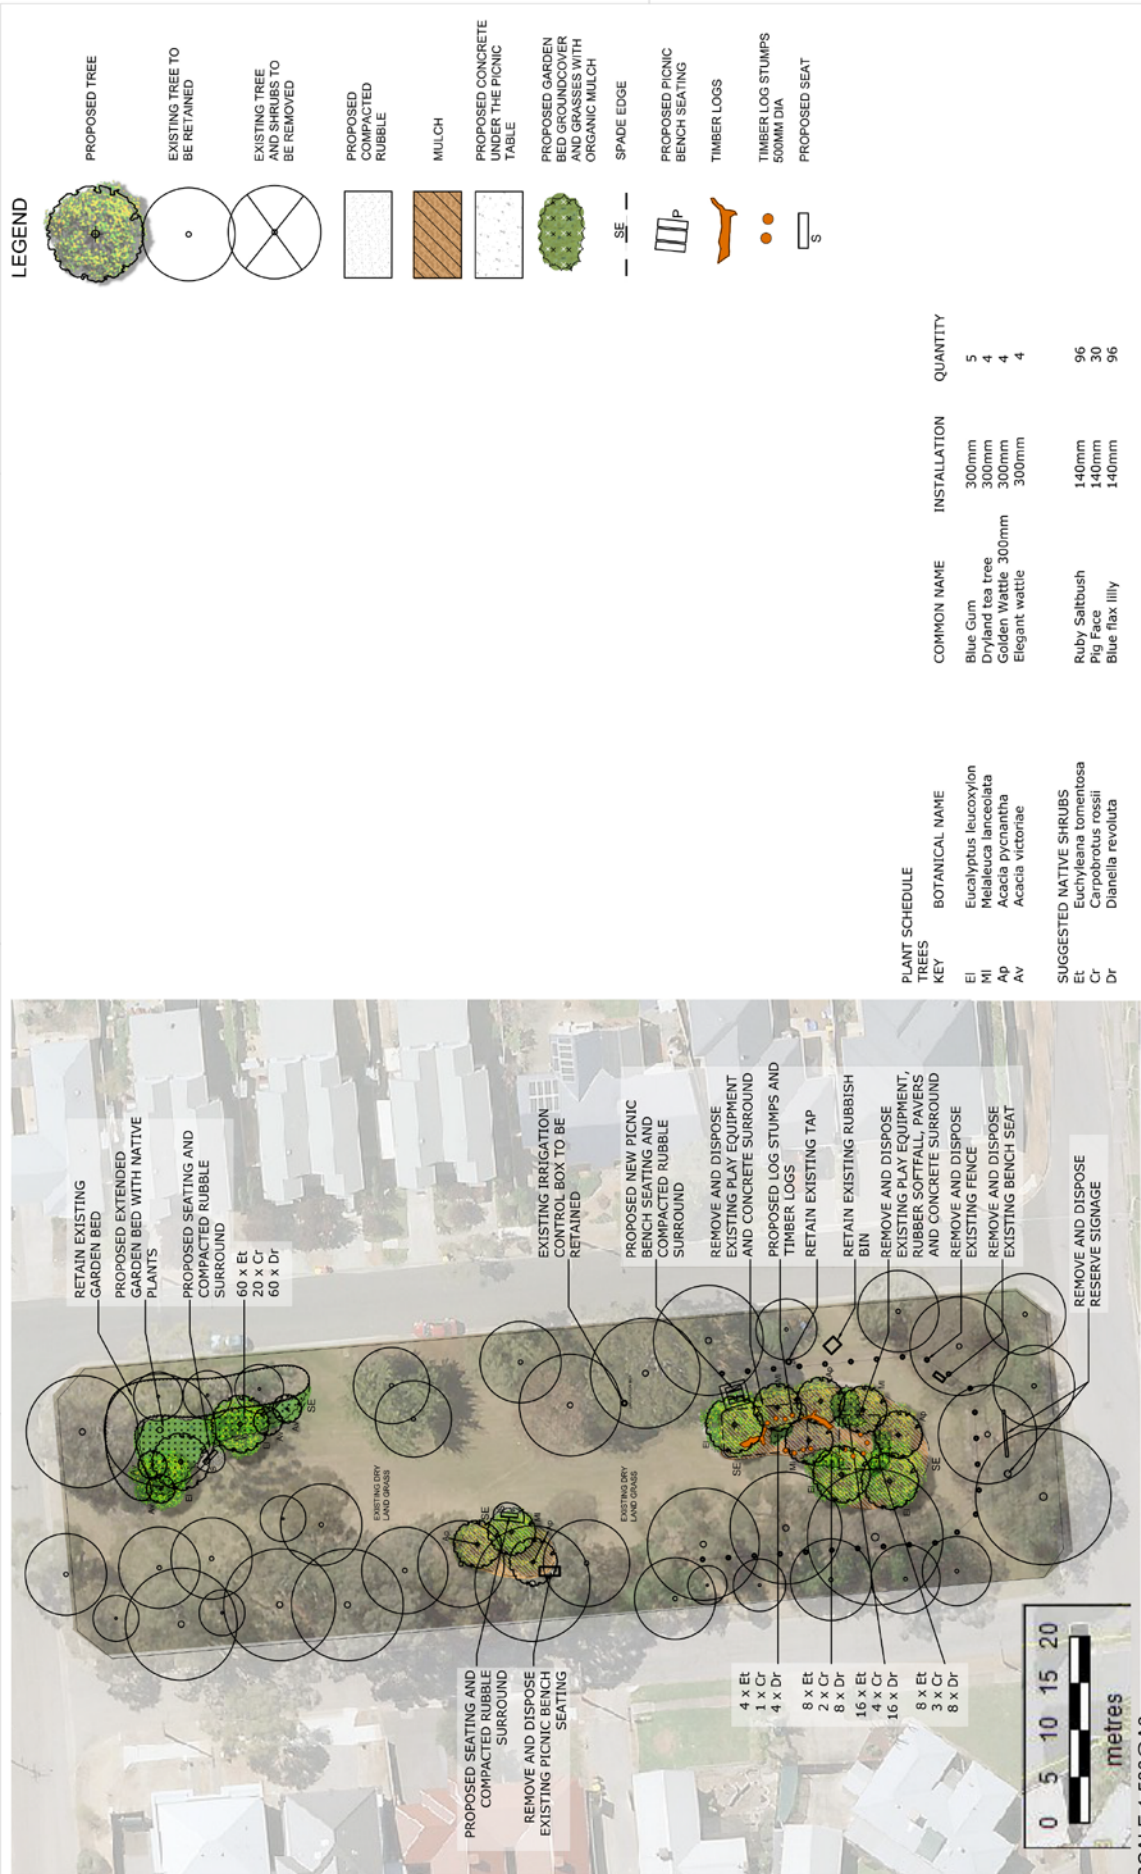 LEGEND
PROPOSED TREE
EXISTING TREE TO
BE RETAINED
EXISTING TREE
AND SHRUBS TO
BE REMOVED
PROPOSED
COMPACTED
RUBBLE
MULCH
PROPOSED CONCRETE
UNDER THE PICNIC
TABLE
PROPOSED GARDEN
BED GROUNDCOVER
AND GRASSES WITH
ORGANIC MULCH
SE
SPADE EDGE
P
PROPOSED PICNIC
BENCH SEATING
TIMBER LOGS
TIMBER LOG STUMPS
500MM DIA
S
PROPOSED SEAT
RETAIN EXISTING
GARDEN BED
PROPOSED EXTENDED
GARDEN BED WITH NATIVE
PLANTS
PROPOSED SEATING AND
COMPACTED RUBBLE
SURROUND
60 x Et
20 x Cr
60 x Dr
EXISTING IRRIGATION
CONTROL BOX TO BE
RETAINED
PROPOSED NEW PICNIC
BENCH SEATING AND
COMPACTED RUBBLE
SURROUND
REMOVE AND DISPOSE
EXISTING PLAY EQUIPMENT
AND CONCRETE SURROUND
PROPOSED LOG STUMPS AND
TIMBER LOGS
RETAIN EXISTING TAP
RETAIN EXISTING RUBBISH
BIN
REMOVE AND DISPOSE
EXISTING PLAY EQUIPMENT,
RUBBER SOFTFALL, PAVERS
AND CONCRETE SURROUND
REMOVE AND DISPOSE
EXISTING FENCE
REMOVE AND DISPOSE
EXISTING BENCH SEAT
REMOVE AND DISPOSE
RESERVE SIGNAGE
SE
EXISTING DRY
LAND GRASS
SE
EXISTING DRY
LAND GRASS
SE
SE
PROPOSED SEATING AND
COMPACTED RUBBLE
SURROUND
REMOVE AND DISPOSE
EXISTING PICNIC BENCH
SEATING
4 x Et
1 x Cr
4 x Dr
8 x Et
2 x Cr
8 x Dr
16 x Et
4 x Cr
16 x Dr
8 x Et
3 x Cr
8 x Dr
0 5 10 15 20
metres
PLANT SCHEDULE
TREES
KEY BOTANICAL NAME COMMON NAME INSTALLATION QUANTITY
El Eucalyptus leucoxylon Blue Gum 300mm 5
Ml Melaleuca lanceolata Dryland tea tree 300mm 4
Ap Acacia pycnantha Golden Wattle 300mm 300mm 4
Av Acacia victoriae Elegant wattle 300mm 4
SUGGESTED NATIVE SHRUBS
Et Euchyleana tomentosa Ruby Saltbush 140mm 96
Cr Carpobrotus rossii Pig Face 140mm 30
Dr Dianella revoluta Blue flax lilly 140mm 96